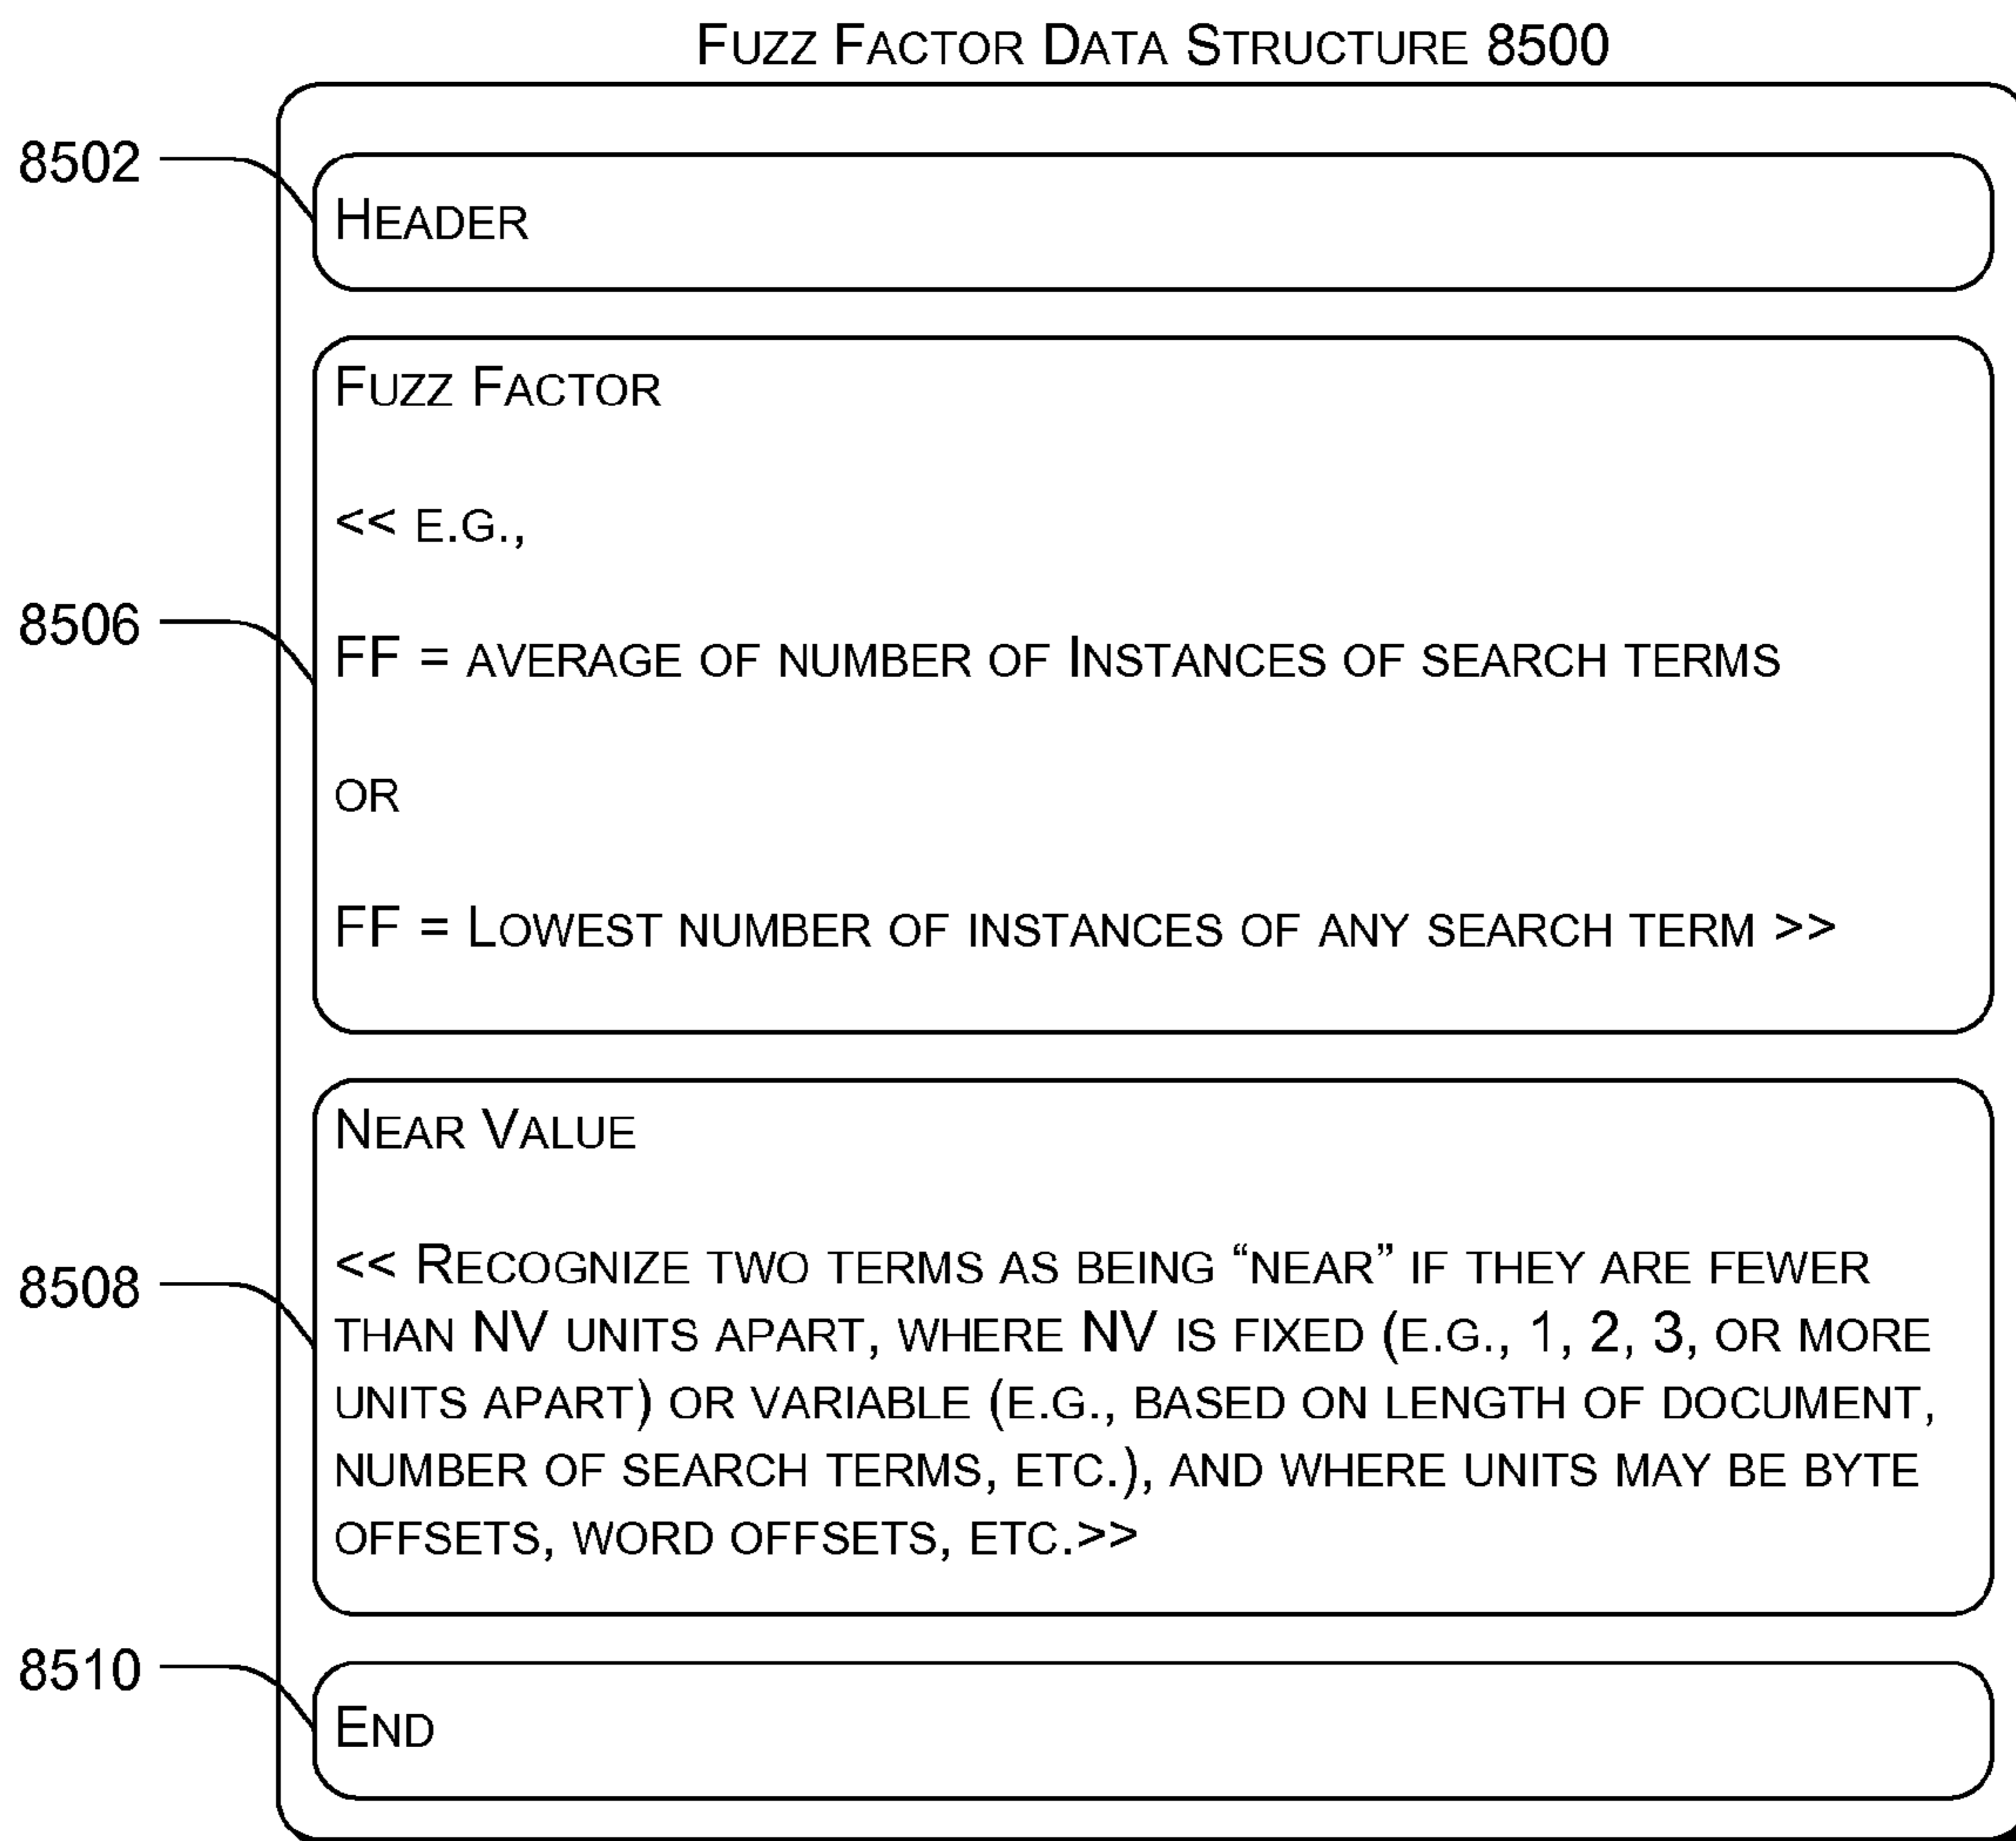 Fuzz Factor Data Structure 8500
8502
Header
Fuzz Factor
<< e.g.,
8506
FF = average of number of Instances of search terms
or
FF = Lowest number of instances of any search term >>
Near Value
8508
<< Recognize two terms as being “near” if they are fewer
than NV units apart, where NV is fixed (e.g., 1, 2, 3, or more
units apart) or variable (e.g., based on length of document,
number of search terms, etc.), and where units may be byte
offsets, word offsets, etc.>>
8510
End